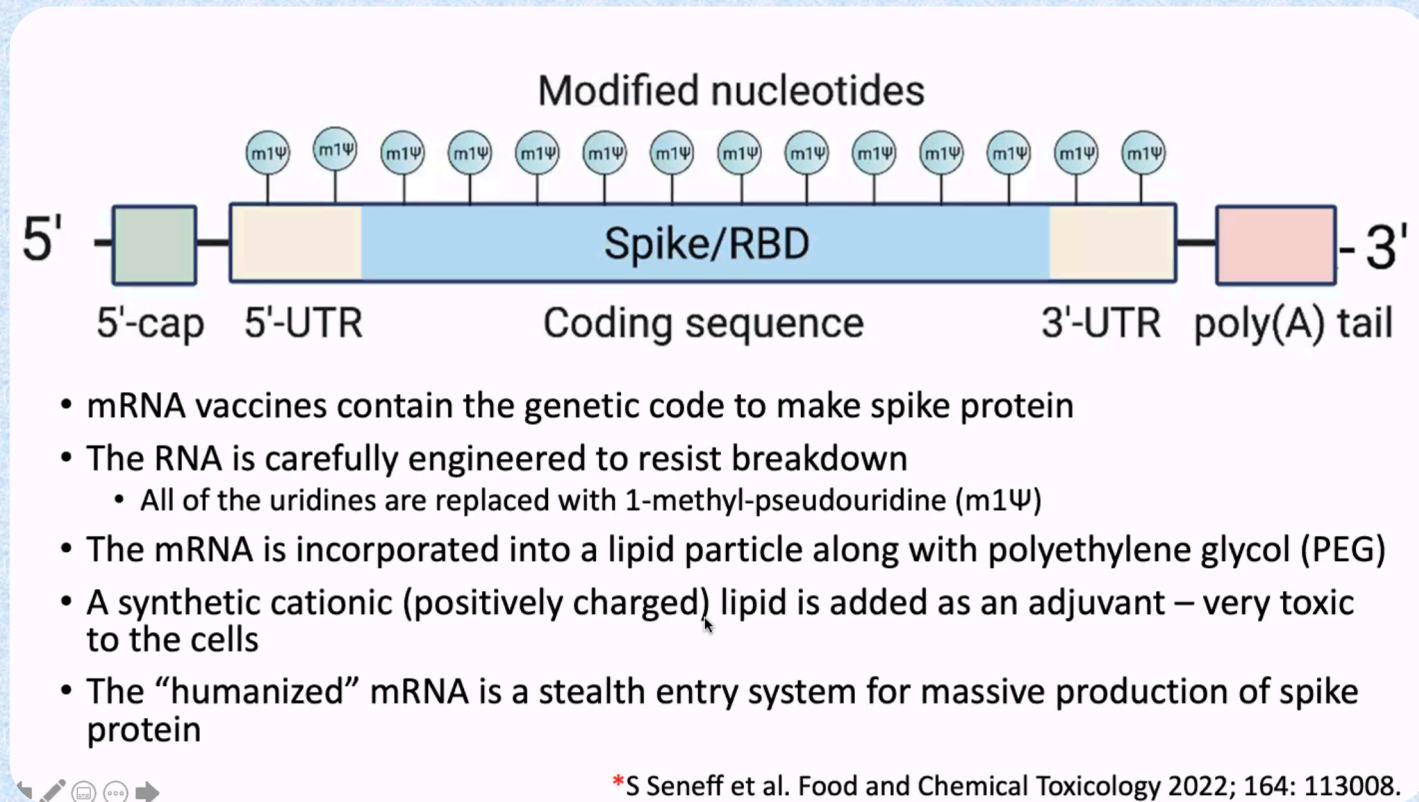 Modified nucleotides
m1Ψ m1Ψ m1Ψ m1Ψ m1Ψ m1Ψ m1Ψ m1Ψ m1Ψ m1Ψ m1Ψ m1Ψ m1Ψ m1Ψ
5' Spike/RBD 3'
5'-cap 5'-UTR Coding sequence 3'-UTR poly(A) tail
• mRNA vaccines contain the genetic code to make spike protein
• The RNA is carefully engineered to resist breakdown
• All of the uridines are replaced with 1-methyl-pseudouridine (m1Ψ)
• The mRNA is incorporated into a lipid particle along with polyethylene glycol (PEG)
• A synthetic cationic (positively charged) lipid is added as an adjuvant – very toxic
to the cells
• The “humanized” mRNA is a stealth entry system for massive production of spike
protein
*S Seneff et al. Food and Chemical Toxicology 2022; 164: 113008.